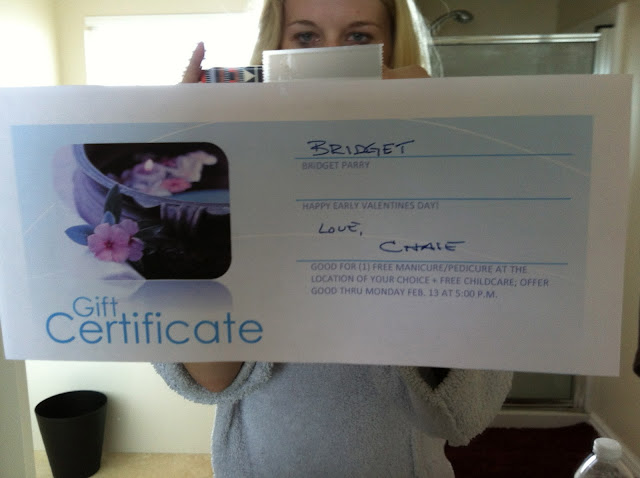 BRIDGET
BRIDGET PARRY
HAPPY EARLY VALENTINES DAY!
LOVE,
CHASE
GOOD FOR (1) FREE MANICURE/PEDICURE AT THE
LOCATION OF YOUR CHOICE + FREE CHILDCARE; OFFER
GOOD THRU MONDAY FEB. 13 AT 5:00 P.M.
Gift
Certificate